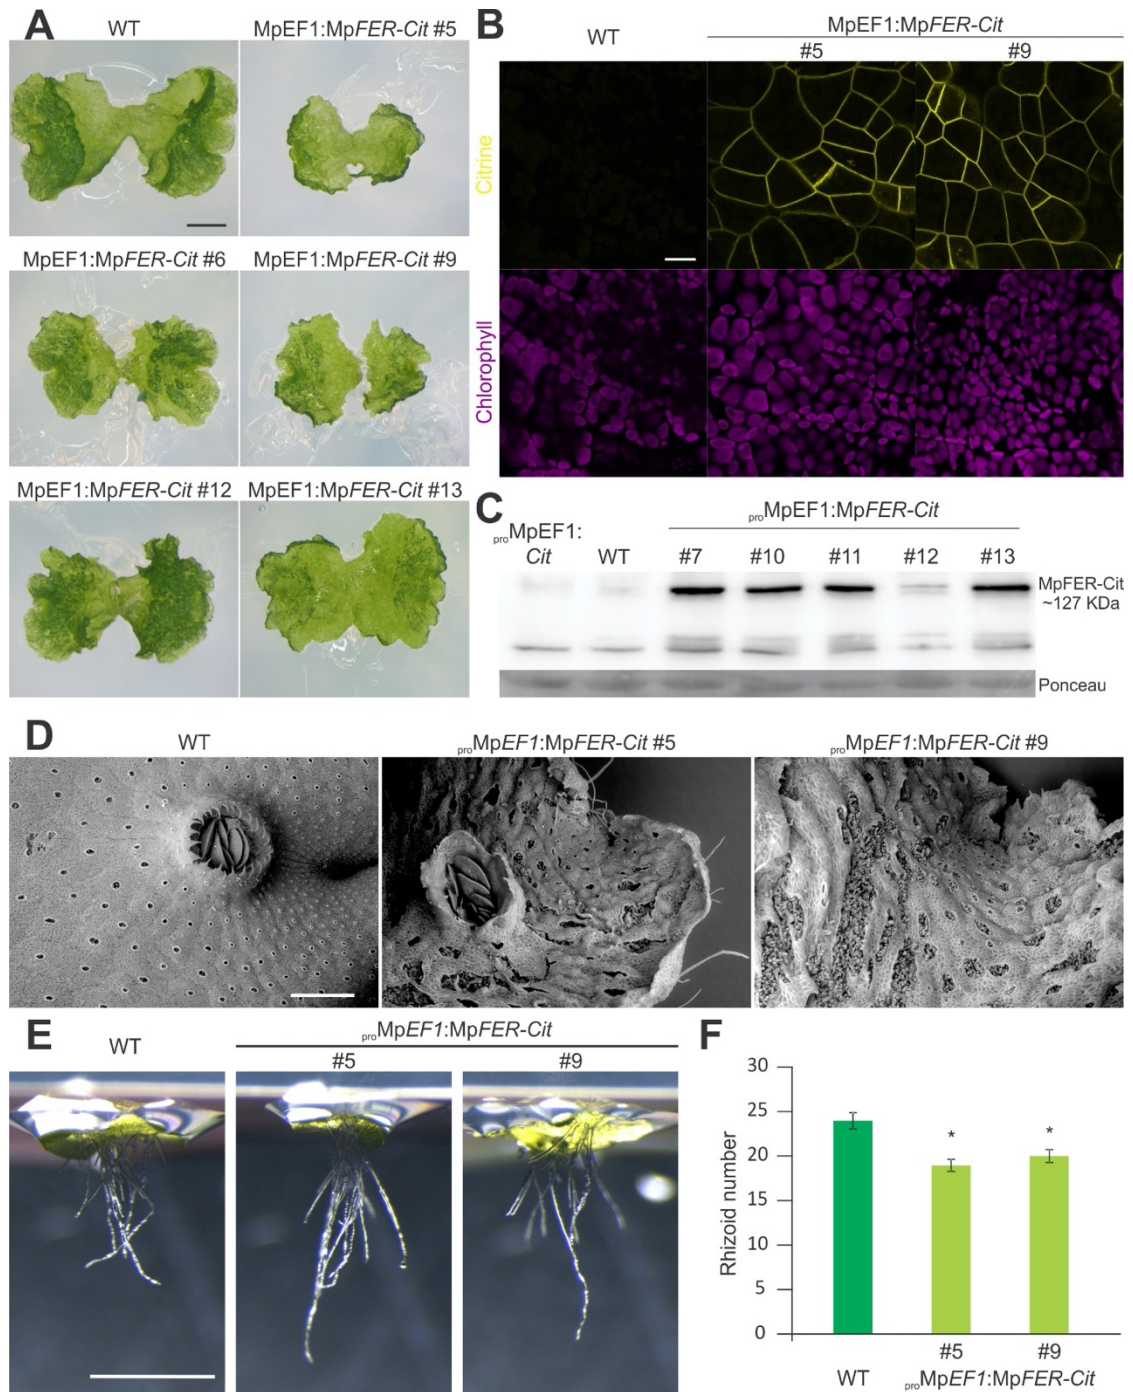 A
WT
MpEF1:MpFER-Cit #5
MpEF1:MpFER-Cit #6
MpEF1:MpFER-Cit #9
MpEF1:MpFER-Cit #12
MpEF1:MpFER-Cit #13
B
WT
MpEF1:MpFER-Cit
#5
#9
Citrine
Chlorophyll
C
proMpEF1:
Cit
WT
proMpEF1:MpFER-Cit
#7
#10
#11
#12
#13
MpFER-Cit
~127 KDa
Ponceau
D
WT
proMpEF1:MpFER-Cit #5
proMpEF1:MpFER-Cit #9
E
WT
proMpEF1:MpFER-Cit
#5
#9
F
Rhizoid number
30
25
20
15
10
5
0
*
*
WT
#5
#9
proMpEF1:MpFER-Cit